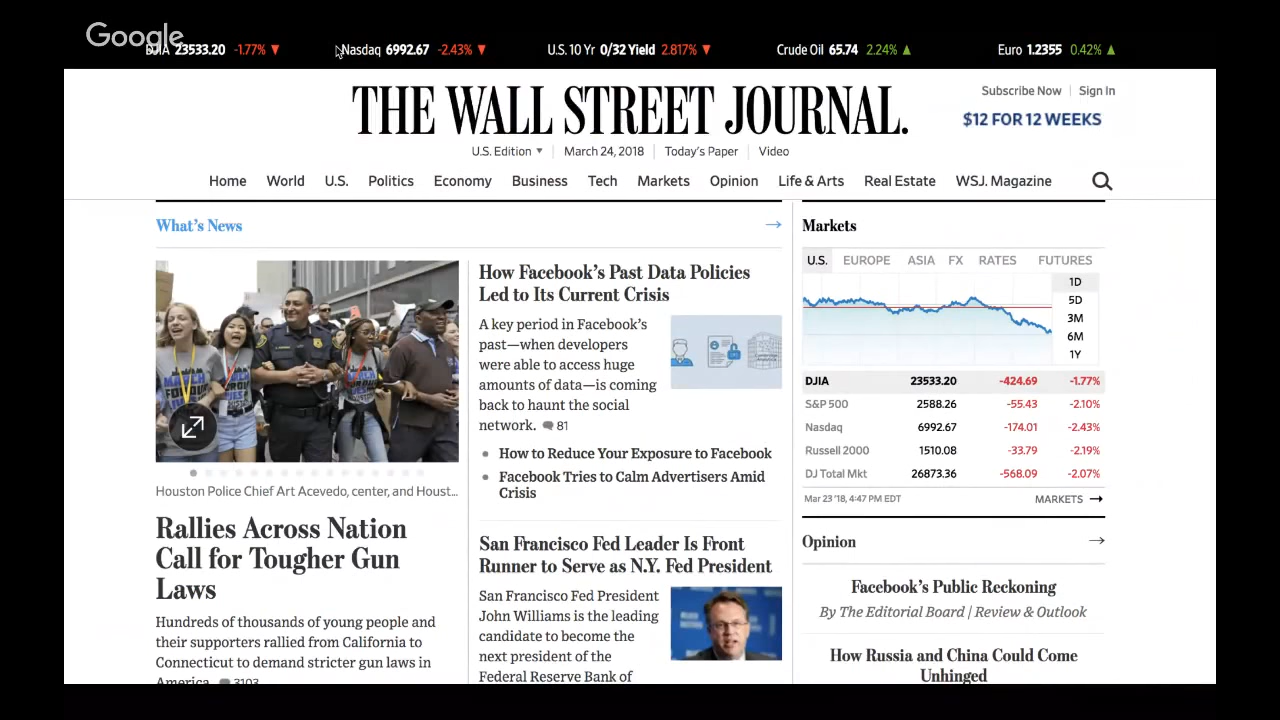 Google
DJIA 23533.20 -1.77% ▼
Nasdaq 6992.67 -2.43% ▼
U.S. 10 Yr 0/32 Yield 2.817% ▼
Crude Oil 65.74 2.24% ▲
Euro 1.2355 0.42% ▲
THE WALL STREET JOURNAL.
Subscribe Now | Sign In
$12 FOR 12 WEEKS
U.S. Edition ▼ | March 24, 2018 | Today's Paper | Video
Home World U.S. Politics Economy Business Tech Markets Opinion Life & Arts Real Estate WSJ. Magazine
What's News →
Houston Police Chief Art Acevedo, center, and Houst...
Rallies Across Nation
Call for Tougher Gun
Laws
Hundreds of thousands of young people and
their supporters rallied from California to
Connecticut to demand stricter gun laws in
America. 3103
How Facebook's Past Data Policies
Led to Its Current Crisis
A key period in Facebook's
past—when developers
were able to access huge
amounts of data—is coming
back to haunt the social
network. 81
• How to Reduce Your Exposure to Facebook
• Facebook Tries to Calm Advertisers Amid
Crisis
San Francisco Fed Leader Is Front
Runner to Serve as N.Y. Fed President
San Francisco Fed President
John Williams is the leading
candidate to become the
next president of the
Federal Reserve Bank of
Markets
U.S. EUROPE ASIA FX RATES FUTURES
1D
5D
3M
6M
1Y
DJIA 23533.20 -424.69 -1.77%
S&P 500 2588.26 -55.43 -2.10%
Nasdaq 6992.67 -174.01 -2.43%
Russell 2000 1510.08 -33.79 -2.19%
DJ Total Mkt 26873.36 -568.09 -2.07%
Mar 23 '18, 4:47 PM EDT MARKETS →
Opinion →
Facebook's Public Reckoning
By The Editorial Board | Review & Outlook
How Russia and China Could Come
Unhinged